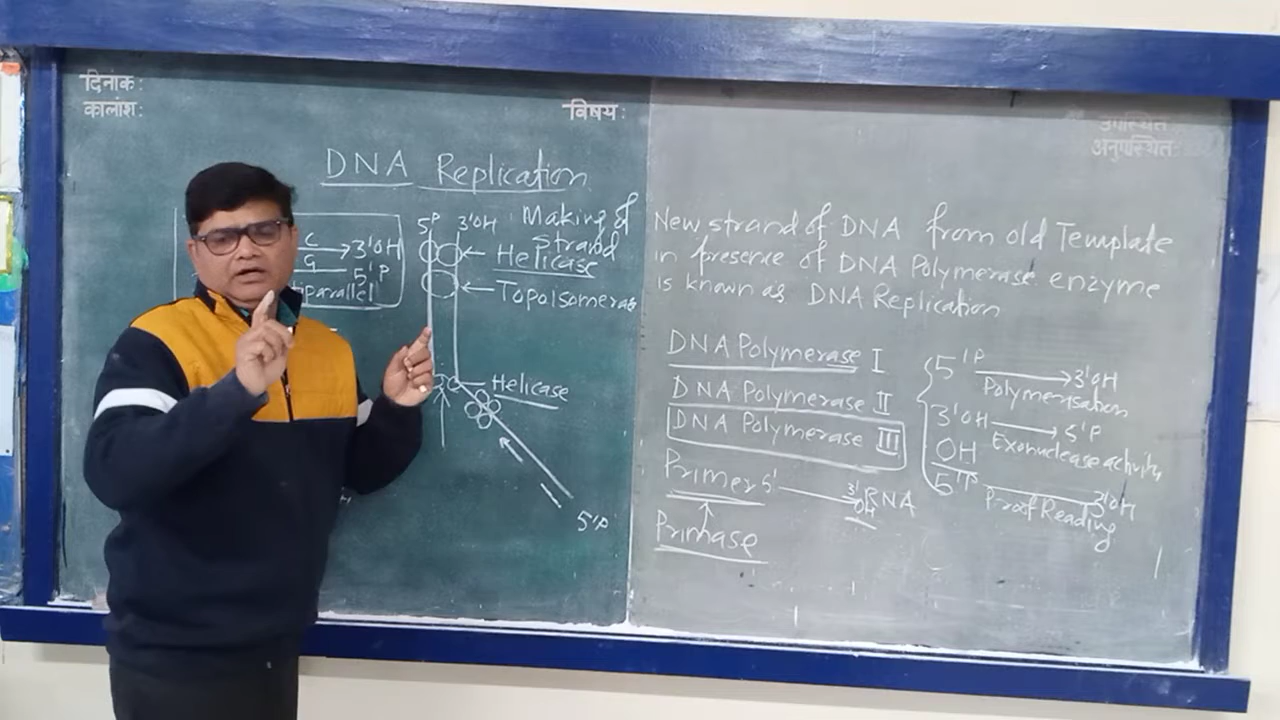 दिनांक:
कालांश:
विषय:
उपस्थित
अनुपस्थित:
DNA Replication
C → 3'OH
G 5'P
tiparallel
5'P 3'OH Making of
Strand
Helicase
Topoisomeras
Helicase
5'P
New strand of DNA from old Template
in presence of DNA Polymerase enzyme
is known as DNA Replication
DNA Polymerase I
DNA Polymerase II
DNA Polymerase III
Primer 5' → 3'OH RNA
Primase
5'P → 3'OH
Polymerisation
3'OH → 5'P
OH Exonuclease activity
5'P 3'OH
Proof Reading